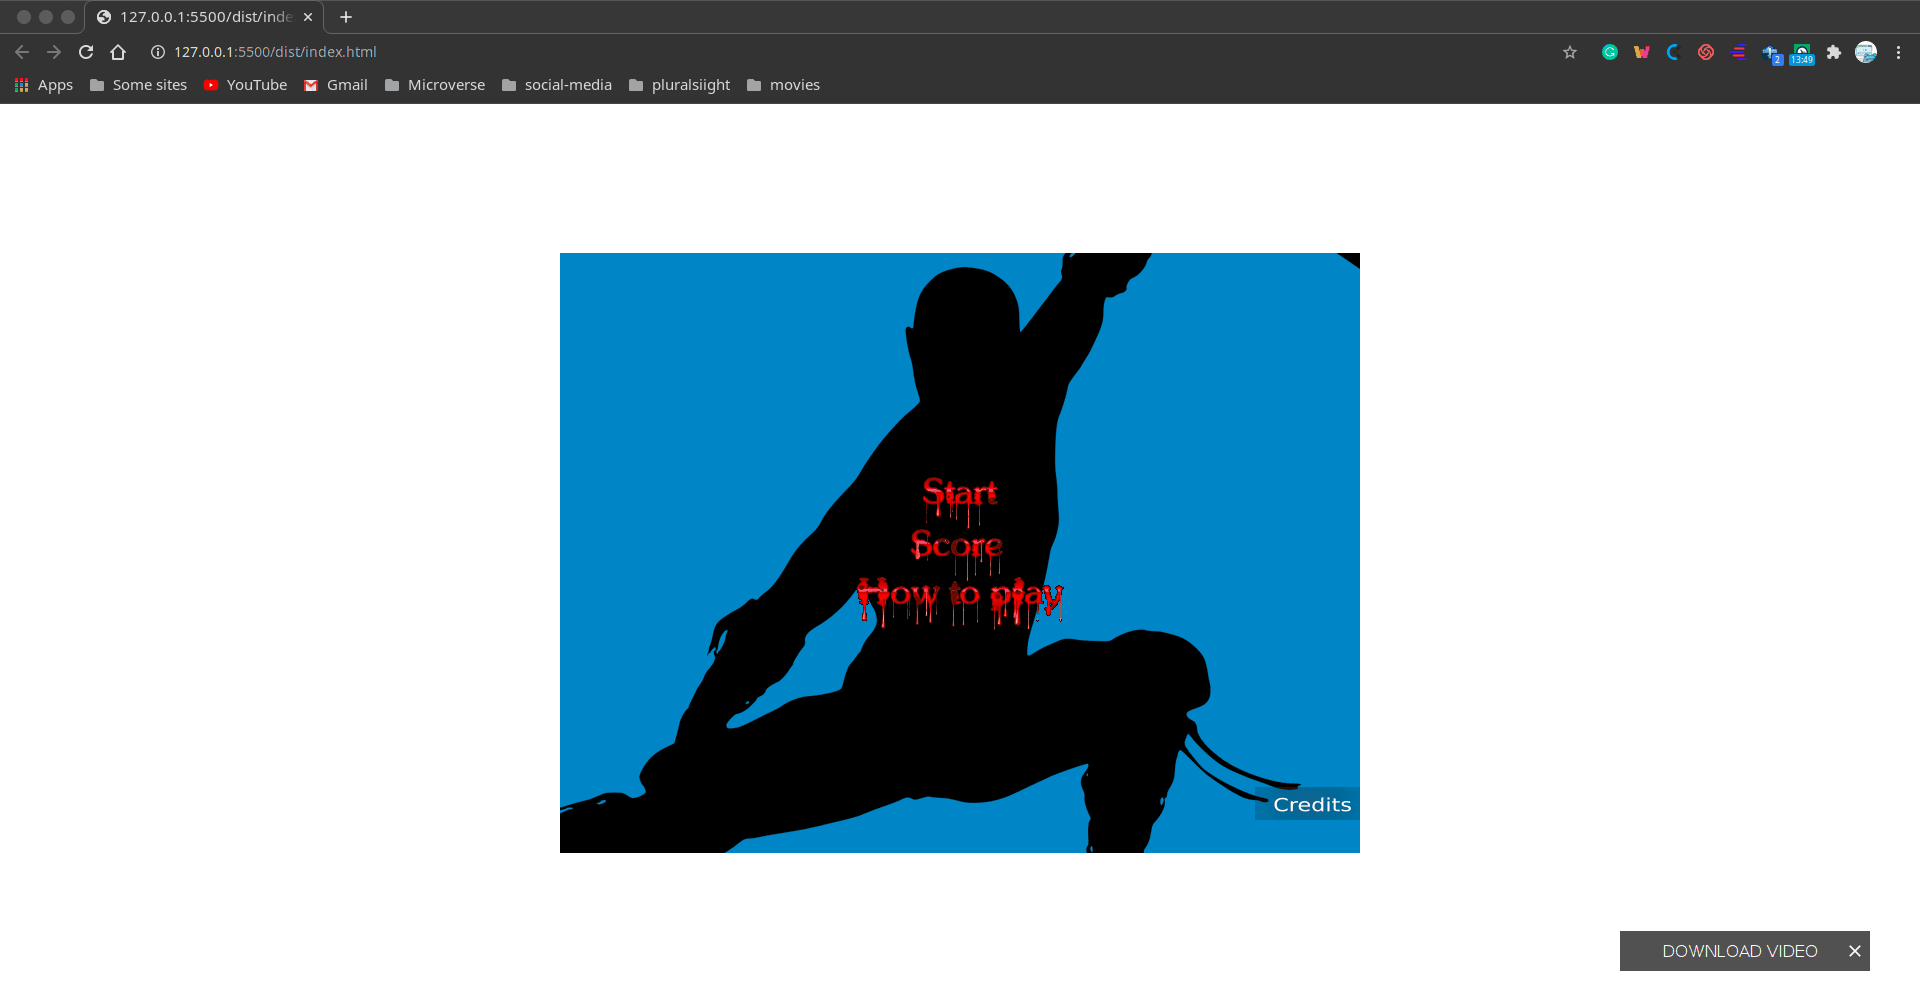 127.0.0.1:5500/dist/inde
127.0.0.1:5500/dist/index.html
2
13:49
Apps
Some sites
YouTube
Gmail
Microverse
social-media
pluralsiight
movies
Start
Score
How to play
Credits
DOWNLOAD VIDEO